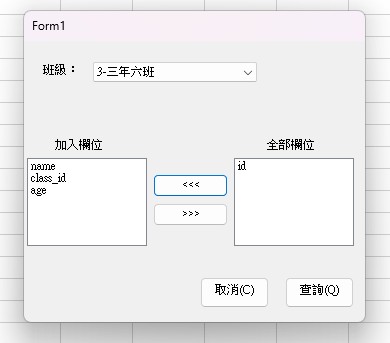 Form1
班級：
3-三年六班
加入欄位
全部欄位
name
class_id
age
<<<
>>>
id
取消(C)
查詢(Q)